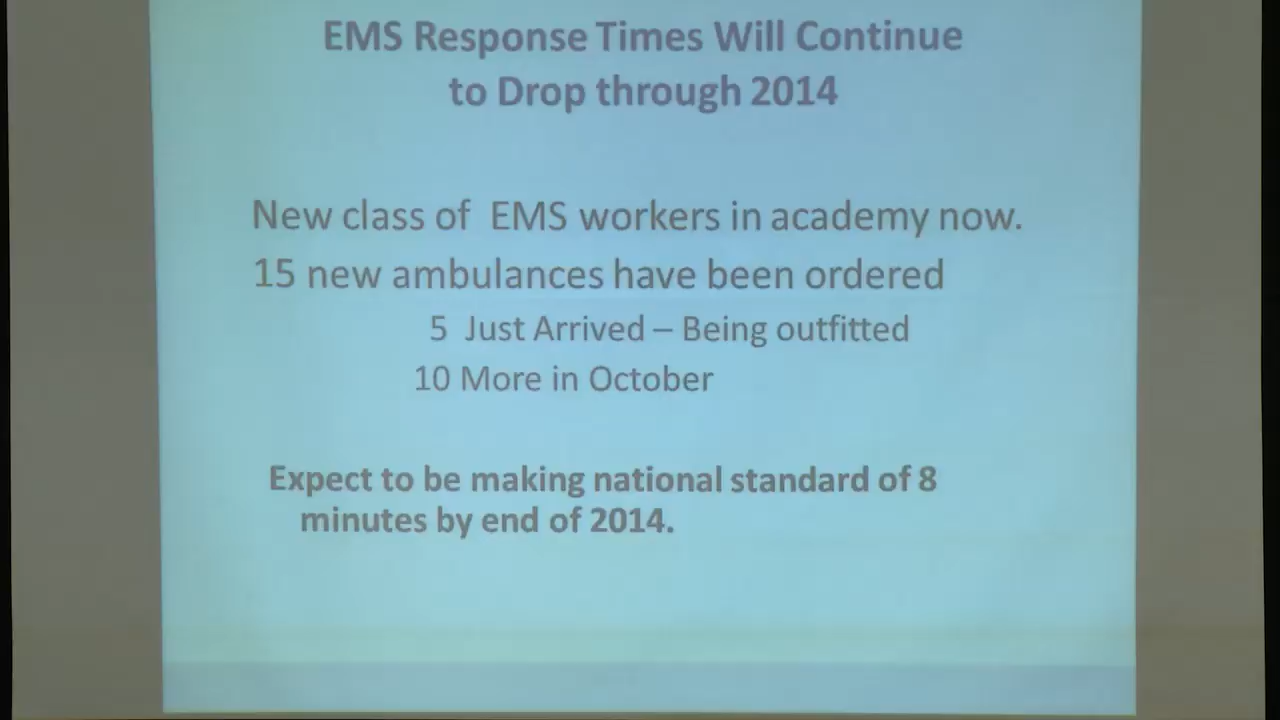 EMS Response Times Will Continue
to Drop through 2014
New class of EMS workers in academy now.
15 new ambulances have been ordered
5 Just Arrived – Being outfitted
10 More in October
Expect to be making national standard of 8
minutes by end of 2014.